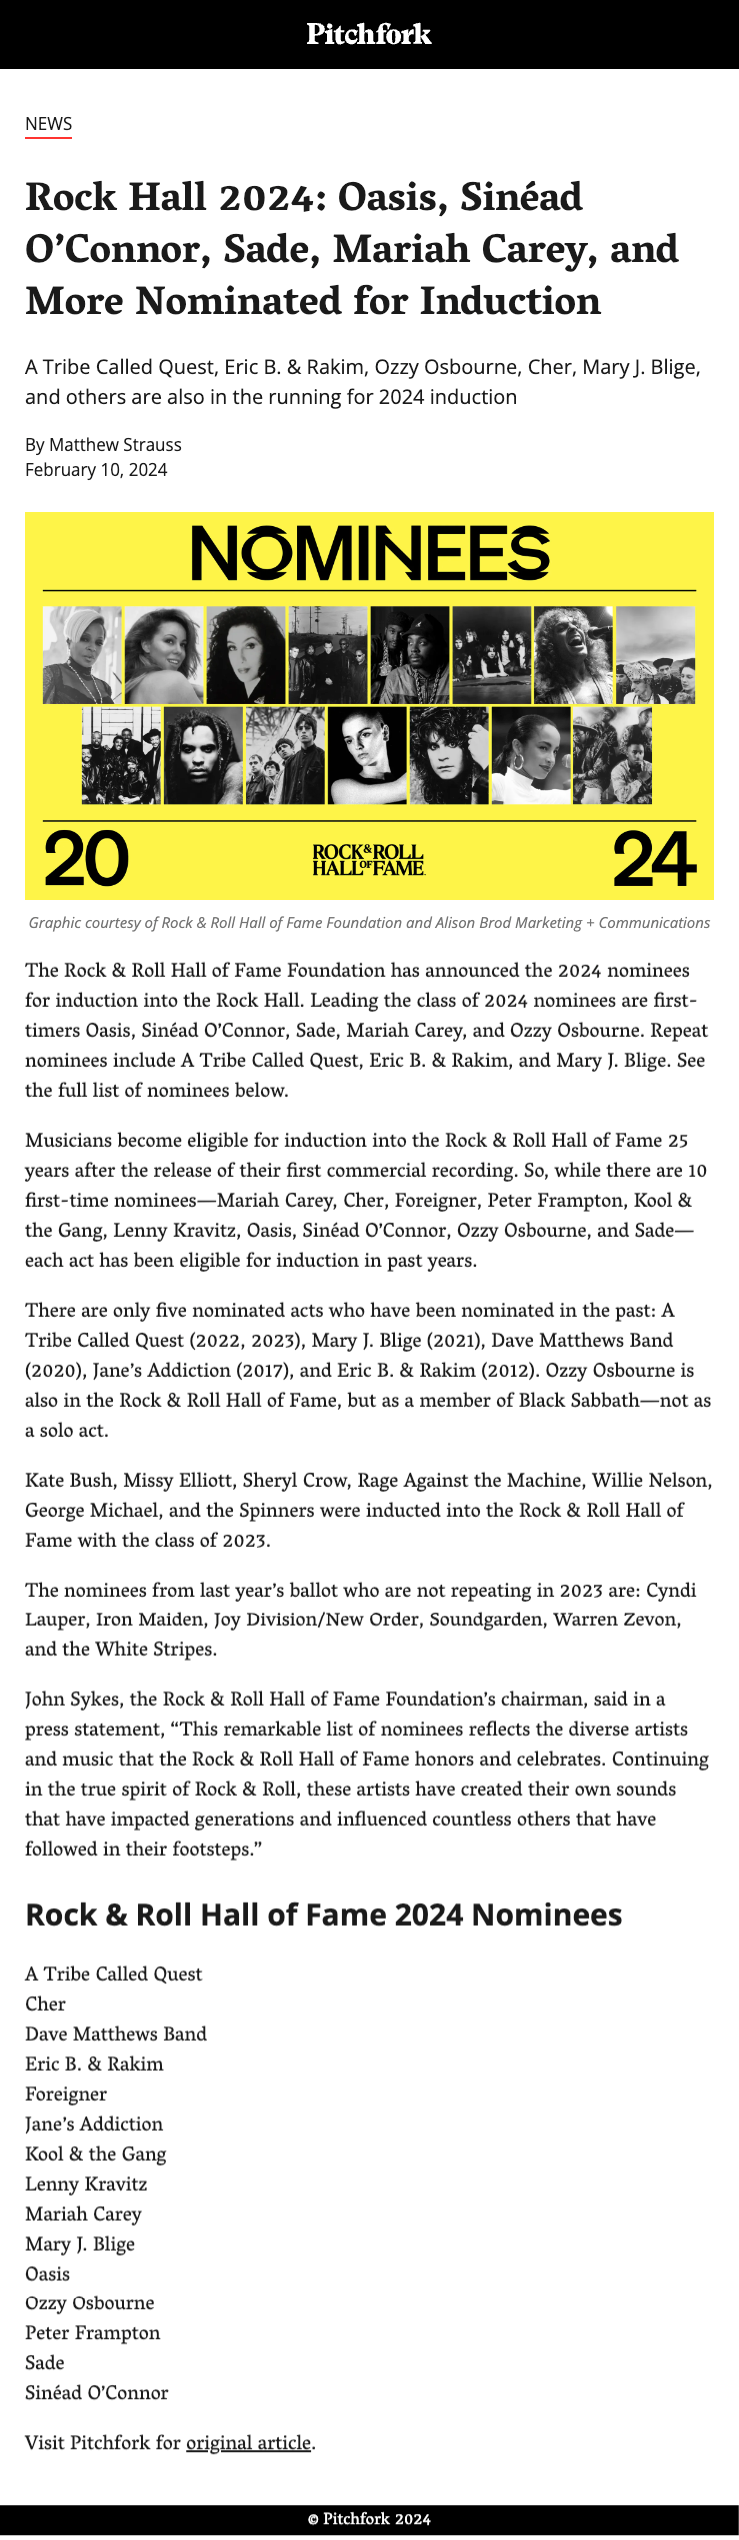 Pitchfork
NEWS
Rock Hall 2024: Oasis, Sinéad
O’Connor, Sade, Mariah Carey, and
More Nominated for Induction
A Tribe Called Quest, Eric B. & Rakim, Ozzy Osbourne, Cher, Mary J. Blige,
and others are also in the running for 2024 induction
By Matthew Strauss
February 10, 2024
NOMINEES
20
ROCK&ROLL
HALL OF FAME
24
Graphic courtesy of Rock & Roll Hall of Fame Foundation and Alison Brod Marketing + Communications
The Rock & Roll Hall of Fame Foundation has announced the 2024 nominees
for induction into the Rock Hall. Leading the class of 2024 nominees are first-
timers Oasis, Sinéad O’Connor, Sade, Mariah Carey, and Ozzy Osbourne. Repeat
nominees include A Tribe Called Quest, Eric B. & Rakim, and Mary J. Blige. See
the full list of nominees below.
Musicians become eligible for induction into the Rock & Roll Hall of Fame 25
years after the release of their first commercial recording. So, while there are 10
first-time nominees—Mariah Carey, Cher, Foreigner, Peter Frampton, Kool &
the Gang, Lenny Kravitz, Oasis, Sinéad O’Connor, Ozzy Osbourne, and Sade—
each act has been eligible for induction in past years.
There are only five nominated acts who have been nominated in the past: A
Tribe Called Quest (2022, 2023), Mary J. Blige (2021), Dave Matthews Band
(2020), Jane’s Addiction (2017), and Eric B. & Rakim (2012). Ozzy Osbourne is
also in the Rock & Roll Hall of Fame, but as a member of Black Sabbath—not as
a solo act.
Kate Bush, Missy Elliott, Sheryl Crow, Rage Against the Machine, Willie Nelson,
George Michael, and the Spinners were inducted into the Rock & Roll Hall of
Fame with the class of 2023.
The nominees from last year’s ballot who are not repeating in 2023 are: Cyndi
Lauper, Iron Maiden, Joy Division/New Order, Soundgarden, Warren Zevon,
and the White Stripes.
John Sykes, the Rock & Roll Hall of Fame Foundation’s chairman, said in a
press statement, “This remarkable list of nominees reflects the diverse artists
and music that the Rock & Roll Hall of Fame honors and celebrates. Continuing
in the true spirit of Rock & Roll, these artists have created their own sounds
that have impacted generations and influenced countless others that have
followed in their footsteps.”
Rock & Roll Hall of Fame 2024 Nominees
A Tribe Called Quest
Cher
Dave Matthews Band
Eric B. & Rakim
Foreigner
Jane’s Addiction
Kool & the Gang
Lenny Kravitz
Mariah Carey
Mary J. Blige
Oasis
Ozzy Osbourne
Peter Frampton
Sade
Sinéad O’Connor
Visit Pitchfork for original article.
© Pitchfork 2024